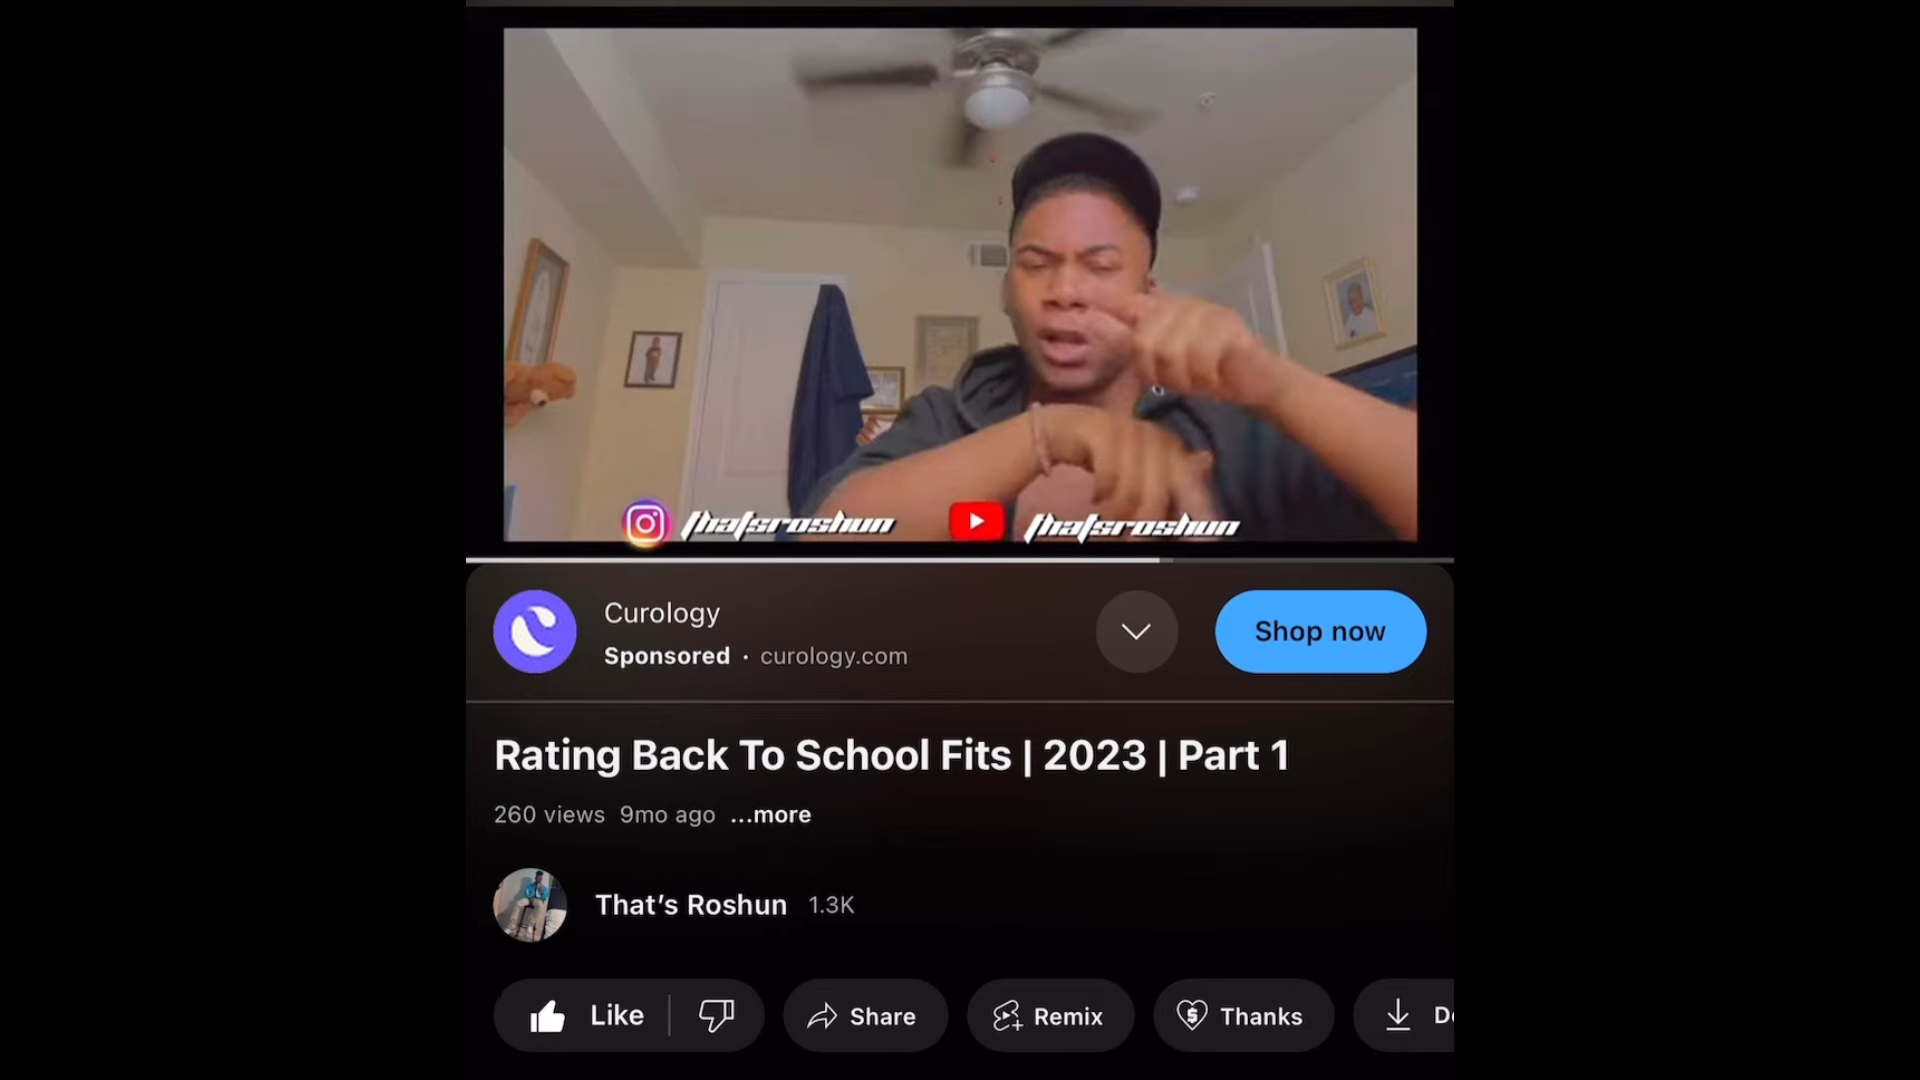 thatsroshun thatsroshun
Curology
Sponsored · curology.com
Shop now
Rating Back To School Fits | 2023 | Part 1
260 views 9mo ago ...more
That's Roshun 1.3K
Like Share Remix Thanks